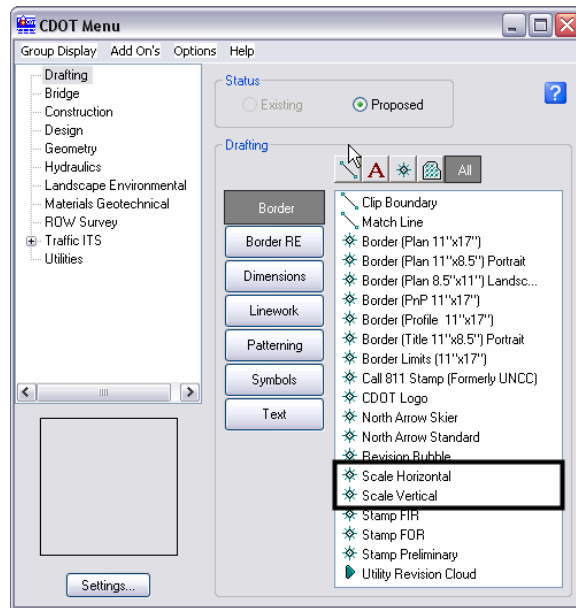 CDOT Menu
Group Display Add On's Options Help
Drafting
Bridge
Construction
Design
Geometry
Hydraulics
Landscape Environmental
Materials Geotechnical
ROW Survey
Traffic ITS
Utilities
Settings...
Status
Existing
Proposed
?
Drafting
A
All
Border
Border RE
Dimensions
Linework
Patterning
Symbols
Text
Clip Boundary
Match Line
Border (Plan 11"x17")
Border (Plan 11"x8.5") Portrait
Border (Plan 8.5"x11") Landsc...
Border (PnP 11"x17")
Border (Profile 11"x17")
Border (Title 11"x8.5") Portrait
Border Limits (11"x17")
Call 811 Stamp (Formerly UNCC)
CDOT Logo
North Arrow Skier
North Arrow Standard
Revision Bubble
Scale Horizontal
Scale Vertical
Stamp FIR
Stamp FOR
Stamp Preliminary
Utility Revision Cloud